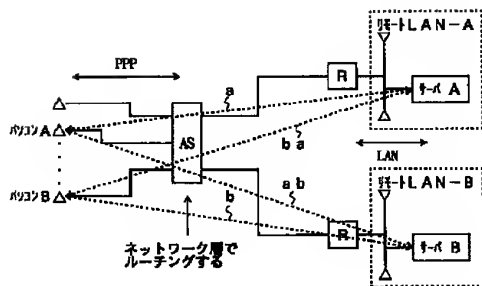 リモートLAN-A
PPP
R
サーバ A
a
パソコンA
AS
b a
LAN
a b
リモートLAN-B
パソコンB
b
R
サーバ B
ネットワーク層で
ルーチングする